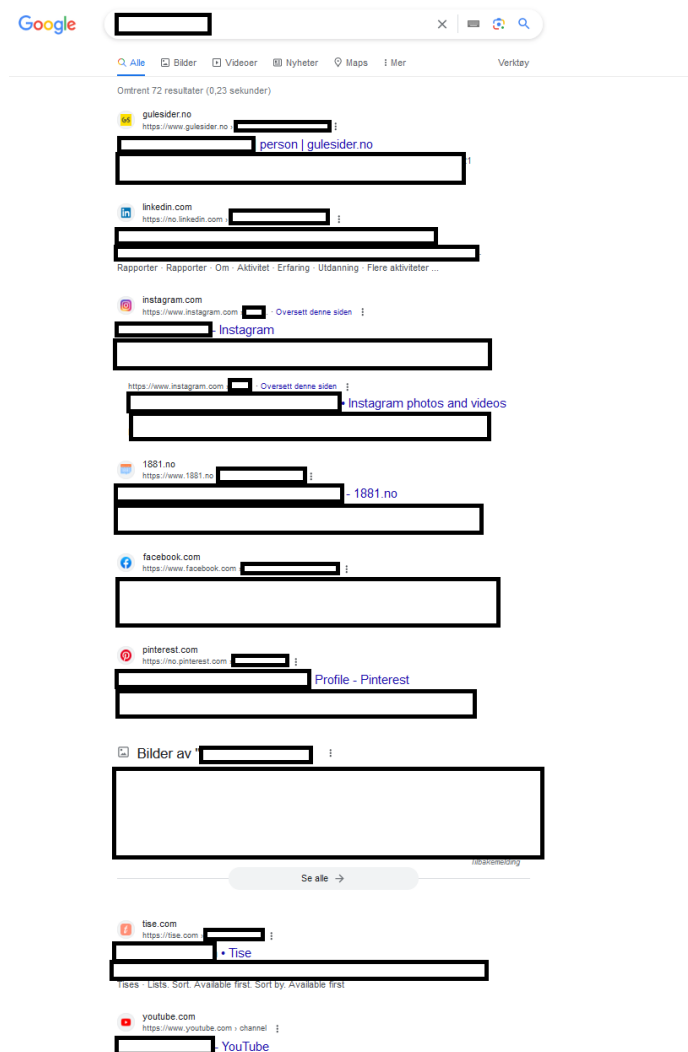 Google
Alle Bilder Videoer Nyheter Maps Mer Verktøy
Omtrent 72 resultater (0,23 sekunder)
gulesider.no
https://www.gulesider.no ›
person | gulesider.no
linkedin.com
https://no.linkedin.com ›
Rapporter · Rapporter · Om · Aktivitet · Erfaring · Utdanning · Flere aktiviteter ...
instagram.com
https://www.instagram.com · Oversett denne siden
- Instagram
https://www.instagram.com · Oversett denne siden
• Instagram photos and videos
1881.no
https://www.1881.no
- 1881.no
facebook.com
https://www.facebook.com
pinterest.com
https://no.pinterest.com ›
Profile - Pinterest
Bilder av "
Tilbakemelding
Se alle →
tise.com
https://tise.com ›
• Tise
Tises · Lists. Sort. Available first. Sort by. Available first
youtube.com
https://www.youtube.com › channel
- YouTube